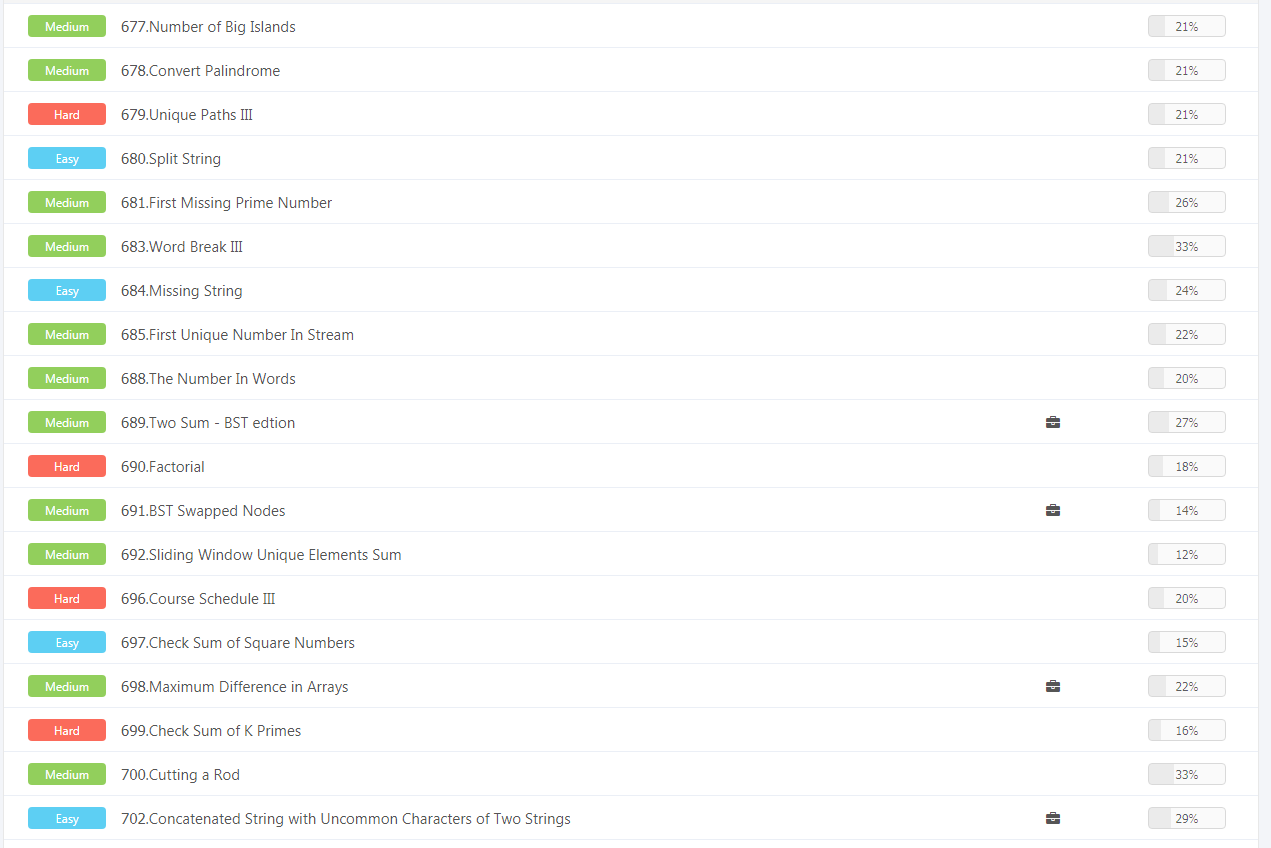 Medium 677.Number of Big Islands 21%
Medium 678.Convert Palindrome 21%
Hard 679.Unique Paths III 21%
Easy 680.Split String 21%
Medium 681.First Missing Prime Number 26%
Medium 683.Word Break III 33%
Easy 684.Missing String 24%
Medium 685.First Unique Number In Stream 22%
Medium 688.The Number In Words 20%
Medium 689.Two Sum - BST edtion 27%
Hard 690.Factorial 18%
Medium 691.BST Swapped Nodes 14%
Medium 692.Sliding Window Unique Elements Sum 12%
Hard 696.Course Schedule III 20%
Easy 697.Check Sum of Square Numbers 15%
Medium 698.Maximum Difference in Arrays 22%
Hard 699.Check Sum of K Primes 16%
Medium 700.Cutting a Rod 33%
Easy 702.Concatenated String with Uncommon Characters of Two Strings 29%